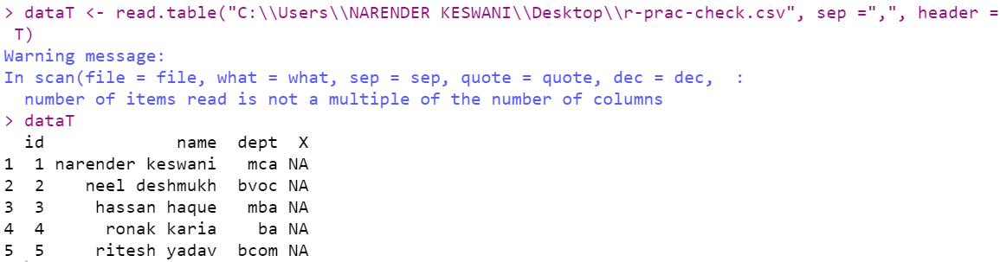 > dataT <- read.table("C:\\Users\\NARENDER KESWANI\\Desktop\\r-prac-check.csv", sep =",", header =
 T)
Warning message:
In scan(file = file, what = what, sep = sep, quote = quote, dec = dec,  :
  number of items read is not a multiple of the number of columns
> dataT
  id             name  dept  X
1  1 narender keswani   mca NA
2  2    neel deshmukh  bvoc NA
3  3     hassan haque   mba NA
4  4      ronak karia    ba NA
5  5     ritesh yadav  bcom NA